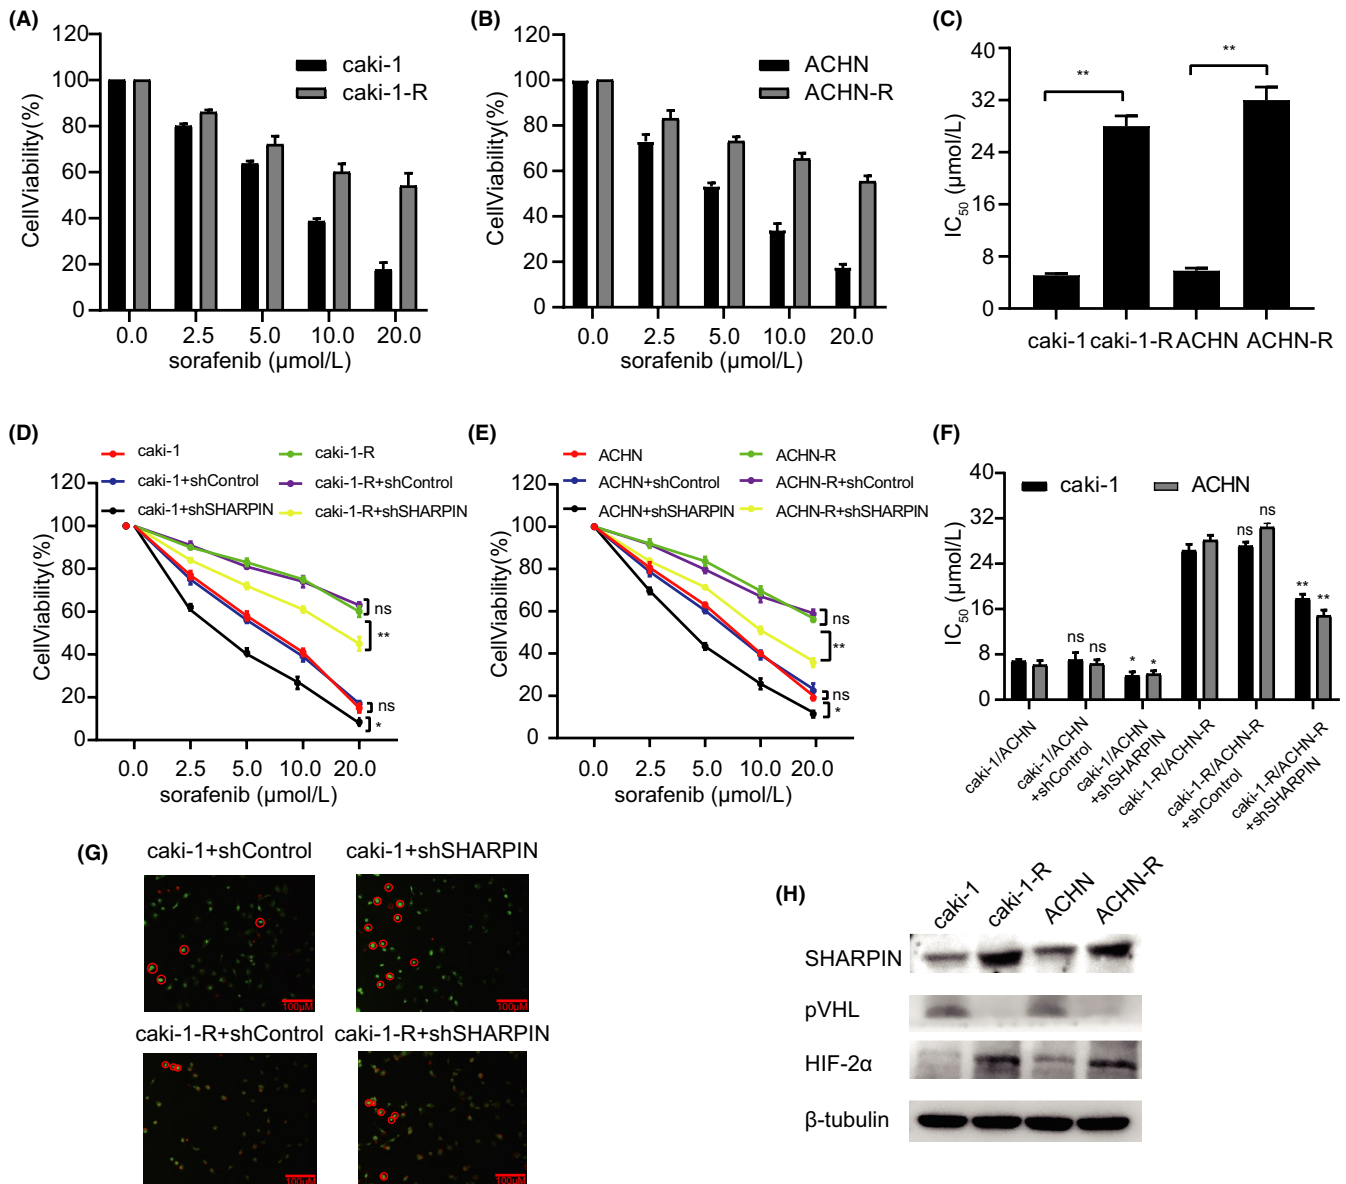 (A)
120
100
80
60
40
20
0
CellViability(%)
caki-1
caki-1-R
0.0 2.5 5.0 10.0 20.0
sorafenib (µmol/L)
(B)
120
100
80
60
40
20
0
CellViability(%)
ACHN
ACHN-R
0.0 2.5 5.0 10.0 20.0
sorafenib (µmol/L)
(C)
40
32
24
16
8
0
IC50 (µmol/L)
**
**
caki-1 caki-1-R ACHN ACHN-R
(D)
caki-1
caki-1+shControl
caki-1+shSHARPIN
caki-1-R
caki-1-R+shControl
caki-1-R+shSHARPIN
120
100
80
60
40
20
0
CellViability(%)
ns
**
ns
*
0.0 2.5 5.0 10.0 20.0
sorafenib (µmol/L)
(E)
ACHN
ACHN+shControl
ACHN+shSHARPIN
ACHN-R
ACHN-R+shControl
ACHN-R+shSHARPIN
120
100
80
60
40
20
0
CellViability(%)
ns
**
ns
*
0.0 2.5 5.0 10.0 20.0
sorafenib (µmol/L)
(F)
40
32
24
16
8
0
IC50 (µmol/L)
caki-1
ACHN
ns
ns
*
*
ns
ns
**
**
caki-1/ACHN
caki-1/ACHN
+shControl
caki-1/ACHN
+shSHARPIN
caki-1-R/ACHN-R
caki-1-R/ACHN-R
+shControl
caki-1-R/ACHN-R
+shSHARPIN
(G)
caki-1+shControl
caki-1+shSHARPIN
100µM
100µM
caki-1-R+shControl
caki-1-R+shSHARPIN
100µM
100µM
(H)
caki-1
caki-1-R
ACHN
ACHN-R
SHARPIN
pVHL
HIF-2α
β-tubulin